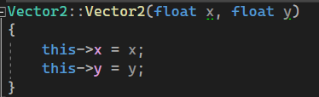 Vector2::Vector2(float x, float y)
{
    this->x = x;
    this->y = y;
}